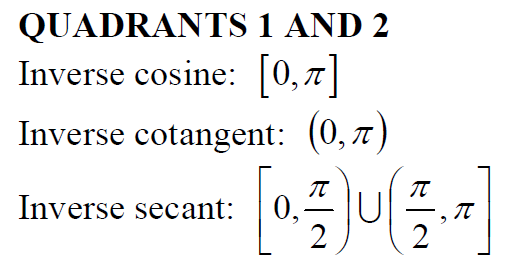 QUADRANTS 1 AND 2
Inverse cosine: [0, π]
Inverse cotangent: (0, π)
Inverse secant: [0, π/2) ∪ (π/2, π]